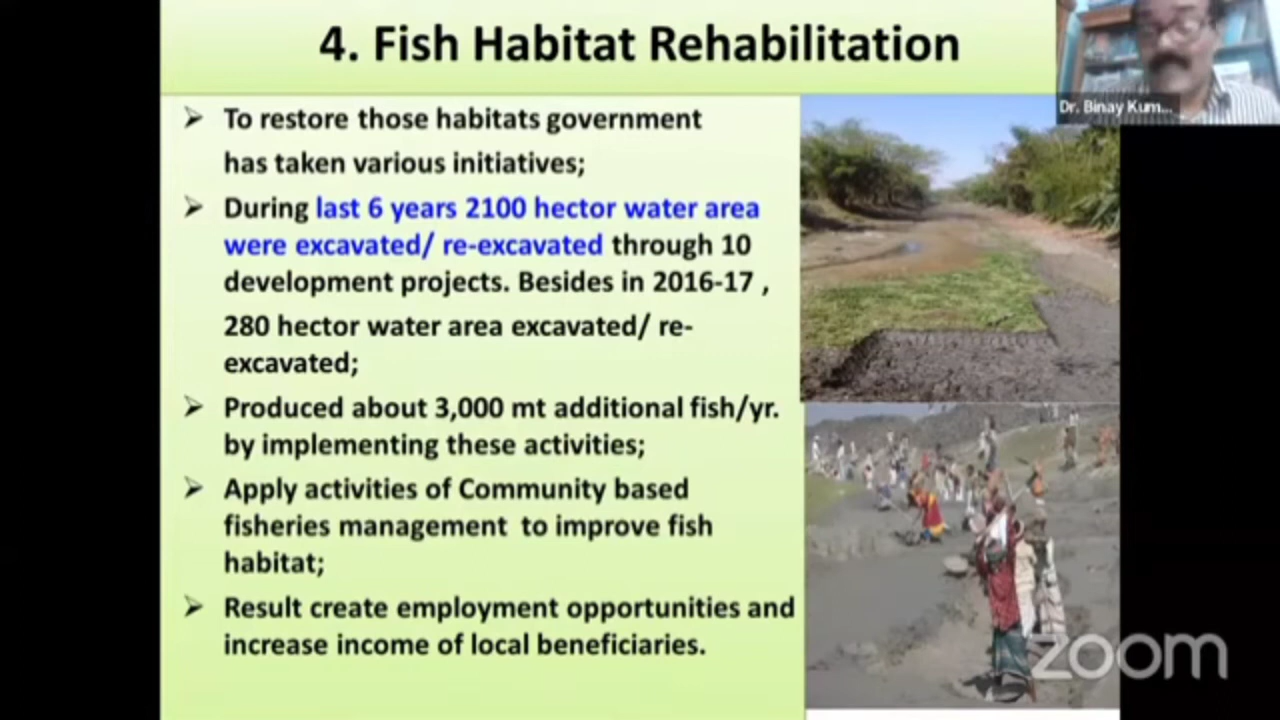 4. Fish Habitat Rehabilitation
Dr. Binay Kum...
➢ To restore those habitats government
has taken various initiatives;
➢ During last 6 years 2100 hector water area
were excavated/ re-excavated through 10
development projects. Besides in 2016-17 ,
280 hector water area excavated/ re-
excavated;
➢ Produced about 3,000 mt additional fish/yr.
by implementing these activities;
➢ Apply activities of Community based
fisheries management to improve fish
habitat;
➢ Result create employment opportunities and
increase income of local beneficiaries.
zoom